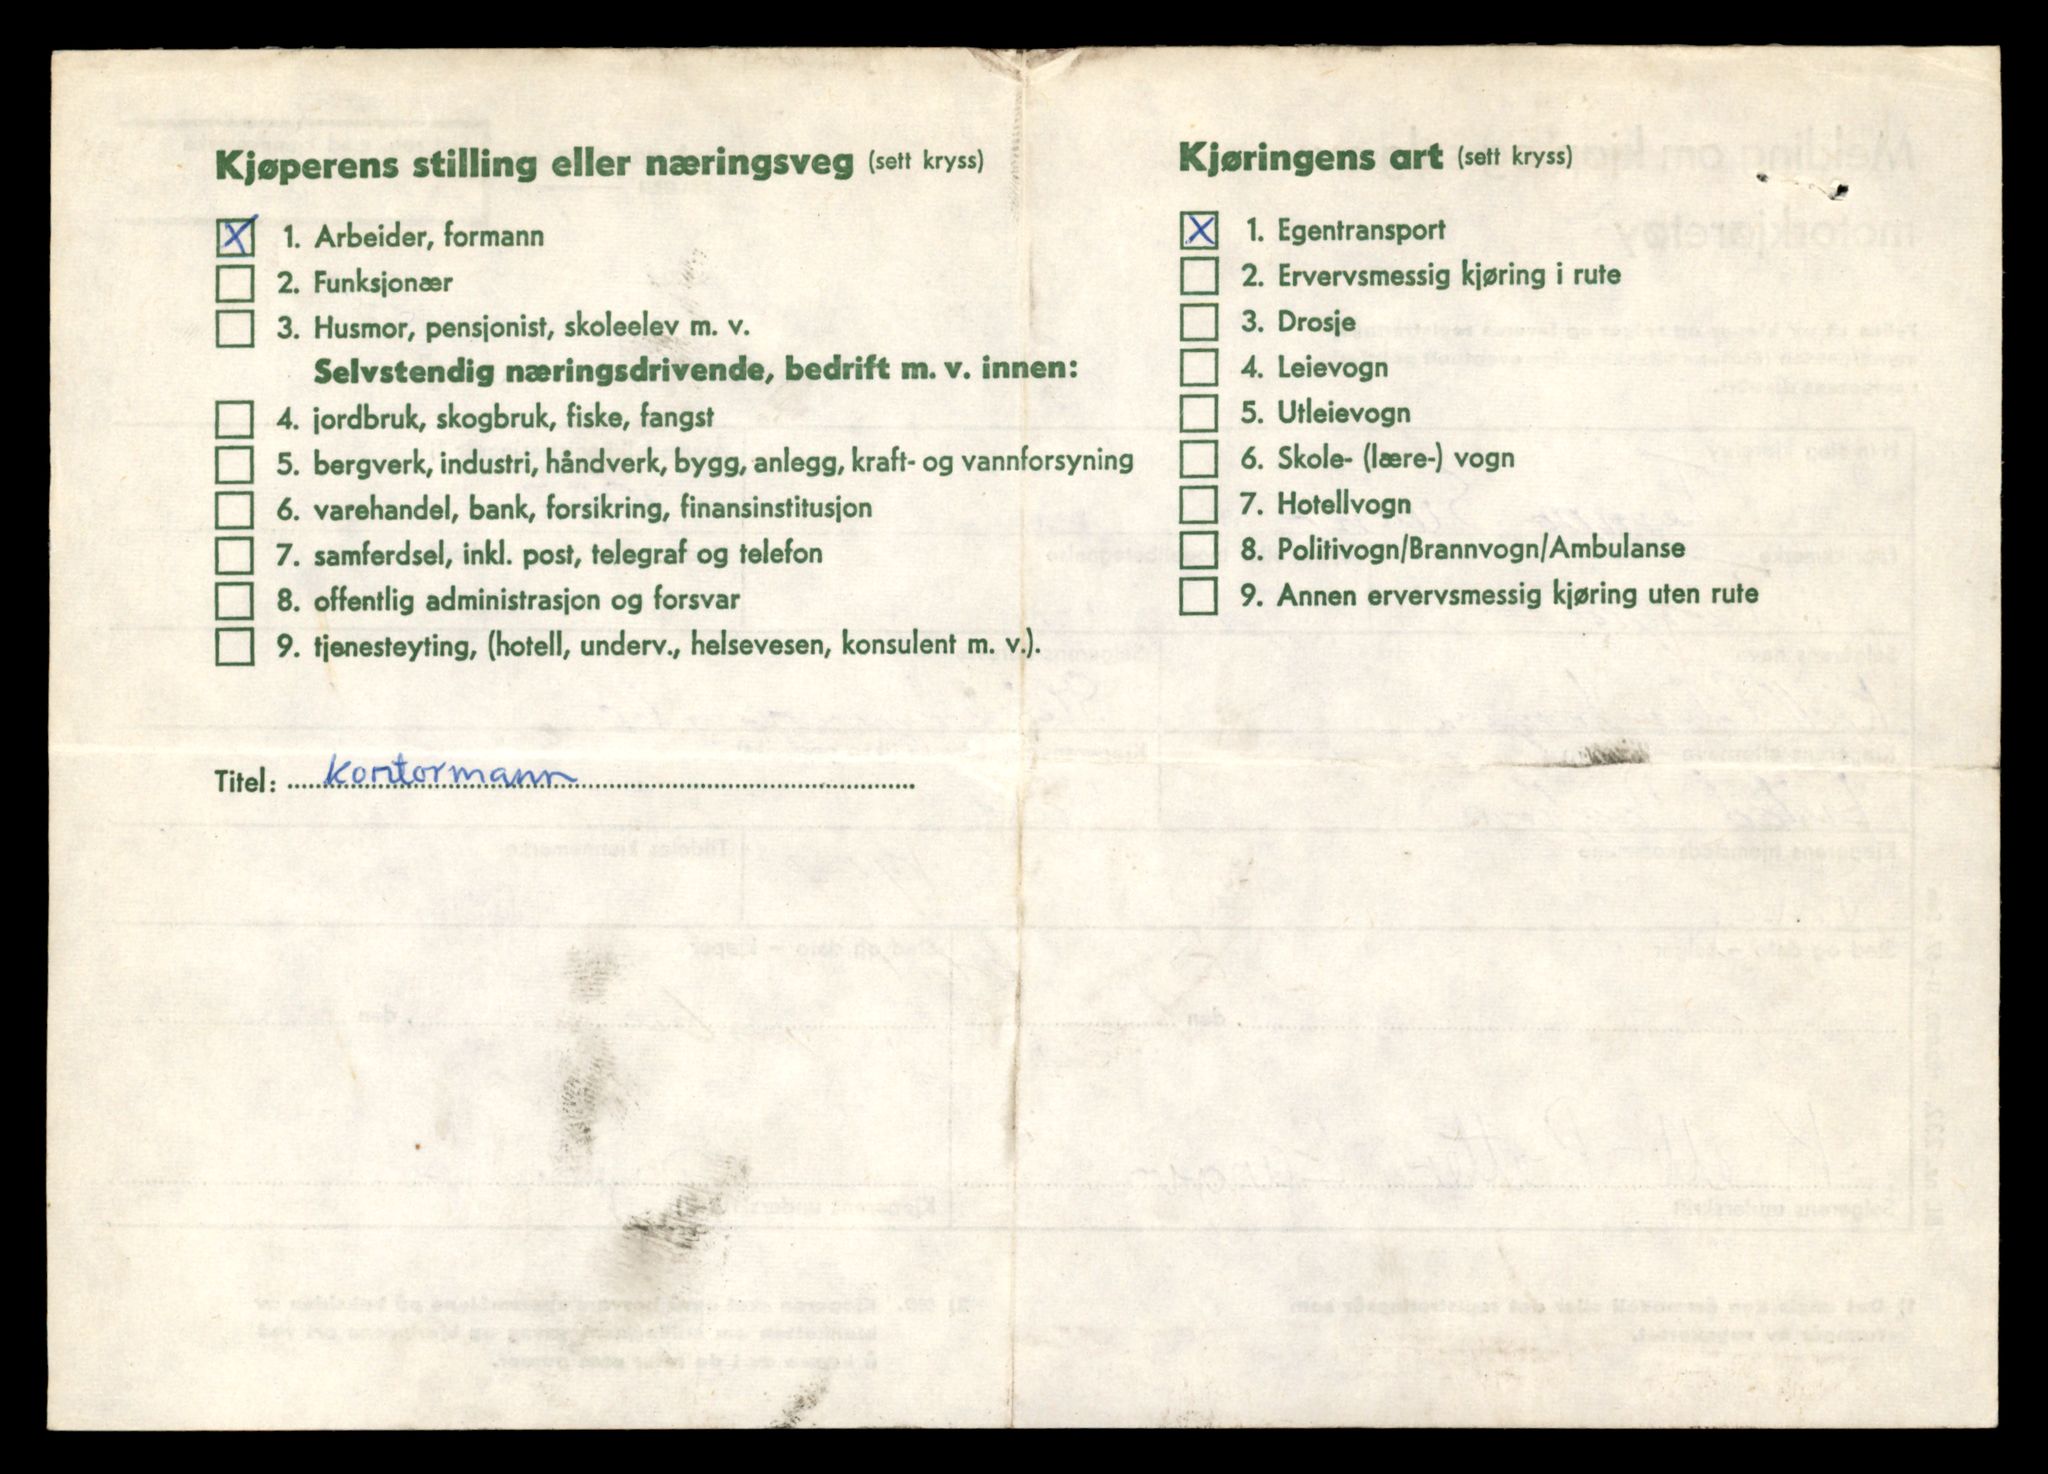 Kjøperens stilling eller næringsveg (sett kryss)
X 1. Arbeider, formann
2. Funksjonær
3. Husmor, pensjonist, skoleelev m. v.
Selvstendig næringsdrivende, bedrift m. v. innen:
4. jordbruk, skogbruk, fiske, fangst
5. bergverk, industri, håndverk, bygg, anlegg, kraft- og vannforsyning
6. varehandel, bank, forsikring, finansinstitusjon
7. samferdsel, inkl. post, telegraf og telefon
8. offentlig administrasjon og forsvar
9. tjenesteyting, (hotell, underv., helsevesen, konsulent m. v.).
Titel: kontormann
Kjøringens art (sett kryss)
X 1. Egentransport
2. Ervervsmessig kjøring i rute
3. Drosje
4. Leievogn
5. Utleievogn
6. Skole- (lære-) vogn
7. Hotellvogn
8. Politivogn/Brannvogn/Ambulanse
9. Annen ervervsmessig kjøring uten rute